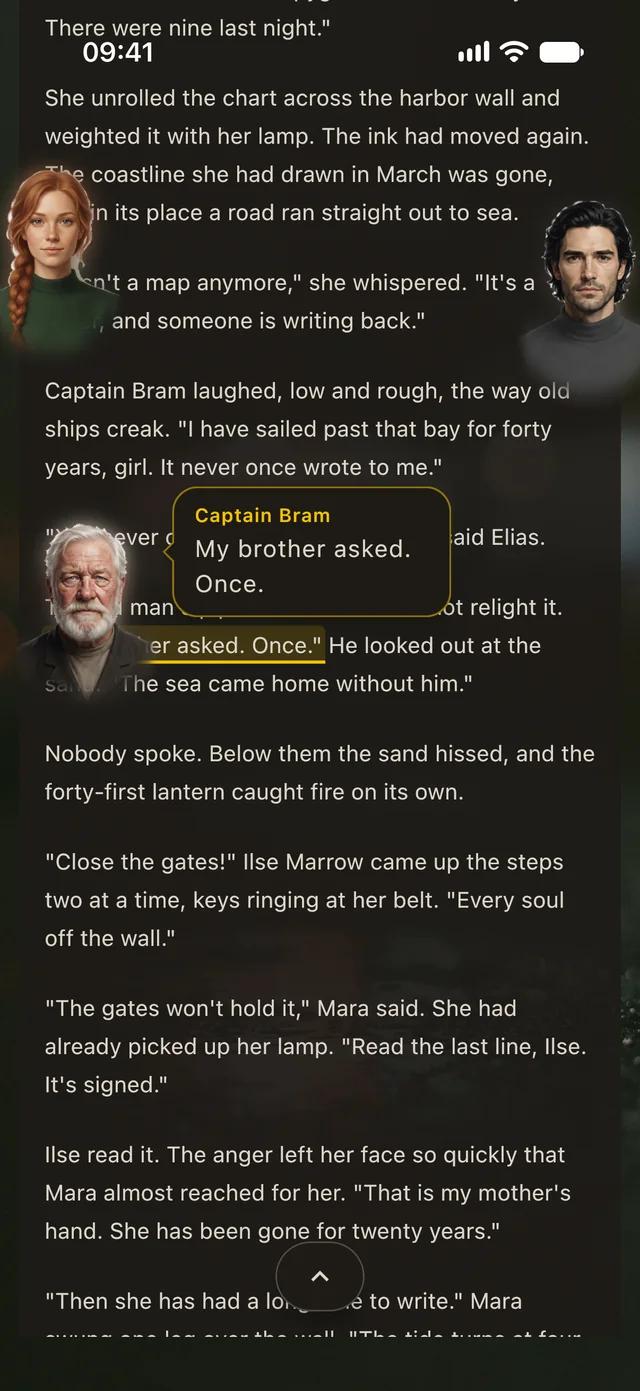 There were nine last night."
09:41
She unrolled the chart across the harbor wall and
weighted it with her lamp. The ink had moved again.
The coastline she had drawn in March was gone,
in its place a road ran straight out to sea.
a map anymore," she whispered. "It's a
and someone is writing back."
Captain Bram laughed, low and rough, the way old
ships creak. "I have sailed past that bay for forty
years, girl. It never once wrote to me."
Captain Bram
My brother asked.
Once.
said Elias.
man
relight it.
asked. Once." He looked out at the
"The sea came home without him."
Nobody spoke. Below them the sand hissed, and the
forty-first lantern caught fire on its own.
"Close the gates!" Ilse Marrow came up the steps
two at a time, keys ringing at her belt. "Every soul
off the wall."
"The gates won't hold it," Mara said. She had
already picked up her lamp. "Read the last line, Ilse.
It's signed."
Ilse read it. The anger left her face so quickly that
Mara almost reached for her. "That is my mother's
hand. She has been gone for twenty years."
"Then she has had a to write." Mara